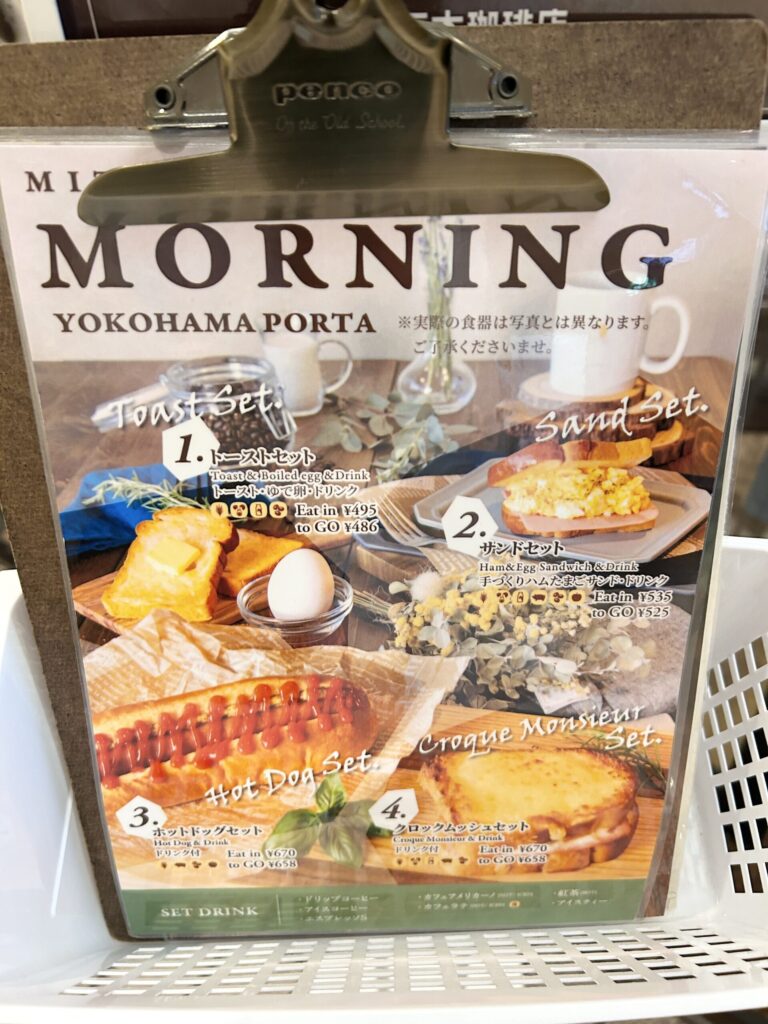 penco
On the Old School.
MORNING
YOKOHAMA PORTA
※実際の食器は写真とは異なります。
ご了承くださいませ。
Toast Set.
1. トーストセット
Toast & Boiled egg & Drink
トースト・ゆで卵・ドリンク
Eat in ¥495
to GO ¥486
Sand Set.
2. サンドセット
Ham&Egg Sandwich & Drink
手づくりハムたまごサンド・ドリンク
Eat in ¥535
to GO ¥525
Hot Dog Set.
3. ホットドッグセット
Hot Dog & Drink
ドリンク付
Eat in ¥670
to GO ¥658
Croque Monsieur
Set.
4. クロックムッシュセット
Croque Monsieur & Drink
ドリンク付
Eat in ¥670
to GO ¥658
SET DRINK
・ドリップコーヒー
・アイスコーヒー
・エスプレッソS
・カフェアメリカーノ
・カフェラテ
・紅茶
・アイスティー